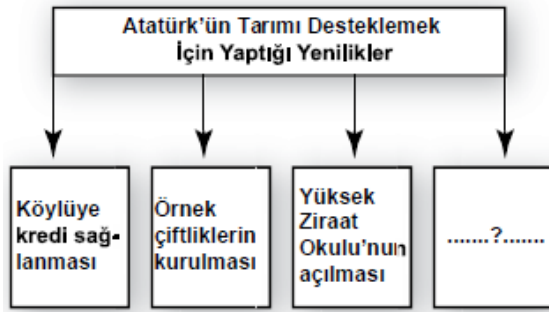 Atatürk'ün Tarımı Desteklemek
İçin Yaptığı Yenilikler
Köylüye
kredi sağ-
lanması
Örnek
çiftliklerin
kurulması
Yüksek
Ziraat
Okulu'nun
açılması
.......?.......